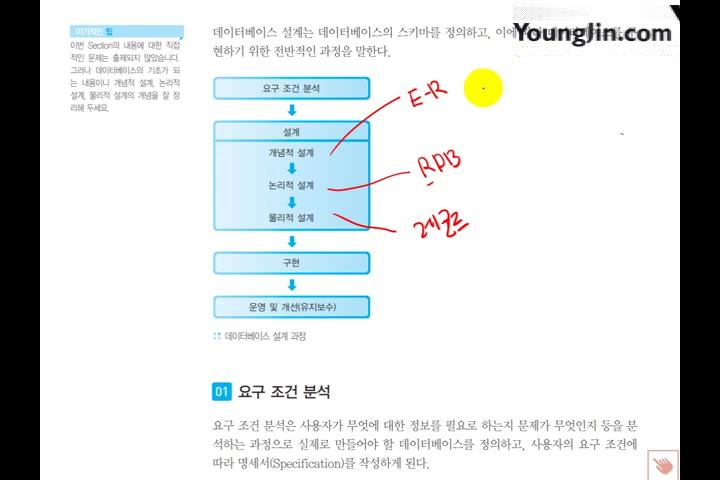 이기적인 팁
이번 Section의 내용에 대한 직접
적인 문제는 출제되지 않았습니다.
그러나 데이터베이스의 기초가 되
는 내용이니 개념적 설계, 논리적
설계, 물리적 설계의 개념을 잘 정
리해 두세요.
데이터베이스 설계는 데이터베이스의 스키마를 정의하고, 이에
현하기 위한 전반적인 과정을 말한다.
YoungJin.com
요구 조건 분석
설계
개념적 설계
E-R
논리적 설계
RDB
물리적 설계
레코드
구현
운영 및 개선(유지보수)
데이터베이스 설계 과정
01 요구 조건 분석
요구 조건 분석은 사용자가 무엇에 대한 정보를 필요로 하는지 문제가 무엇인지 등을 분
석하는 과정으로 실제로 만들어야 할 데이터베이스를 정의하고, 사용자의 요구 조건에
따라 명세서(Specification)를 작성하게 된다.